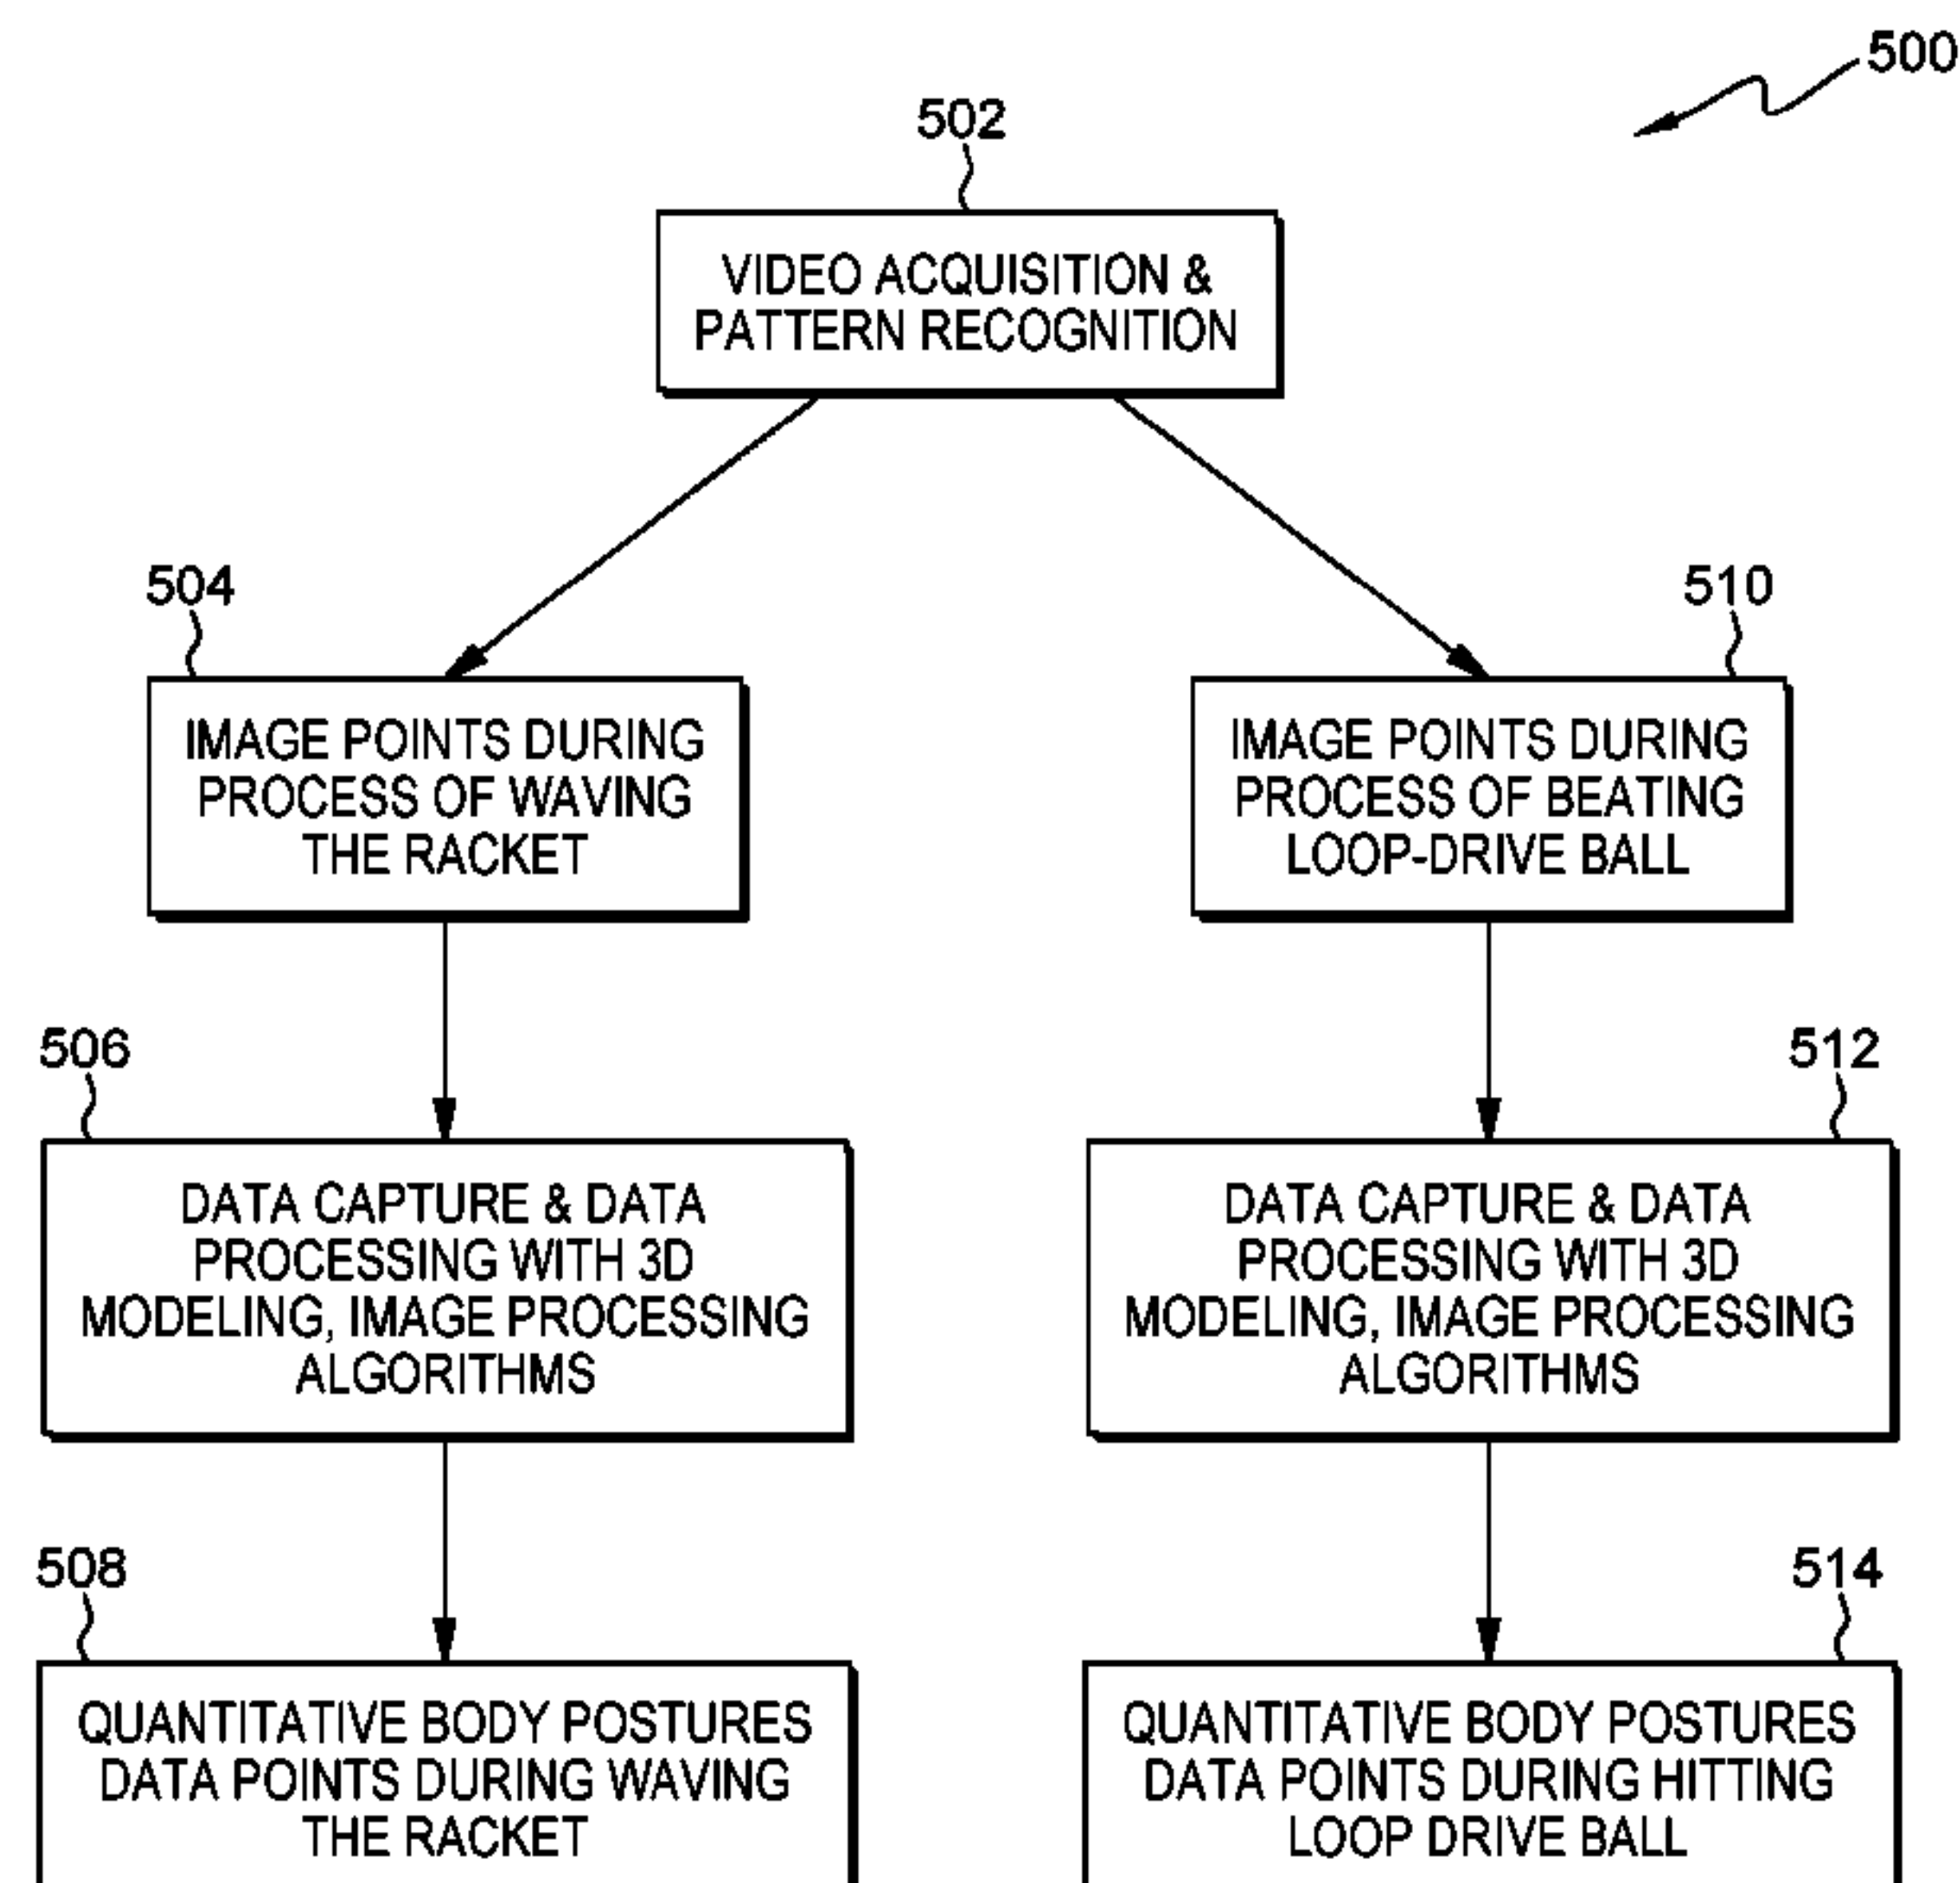 500
502
VIDEO ACQUISITION &
PATTERN RECOGNITION
504
IMAGE POINTS DURING
PROCESS OF WAVING
THE RACKET
510
IMAGE POINTS DURING
PROCESS OF BEATING
LOOP-DRIVE BALL
506
DATA CAPTURE & DATA
PROCESSING WITH 3D
MODELING, IMAGE PROCESSING
ALGORITHMS
512
DATA CAPTURE & DATA
PROCESSING WITH 3D
MODELING, IMAGE PROCESSING
ALGORITHMS
508
QUANTITATIVE BODY POSTURES
DATA POINTS DURING WAVING
THE RACKET
514
QUANTITATIVE BODY POSTURES
DATA POINTS DURING HITTING
LOOP DRIVE BALL